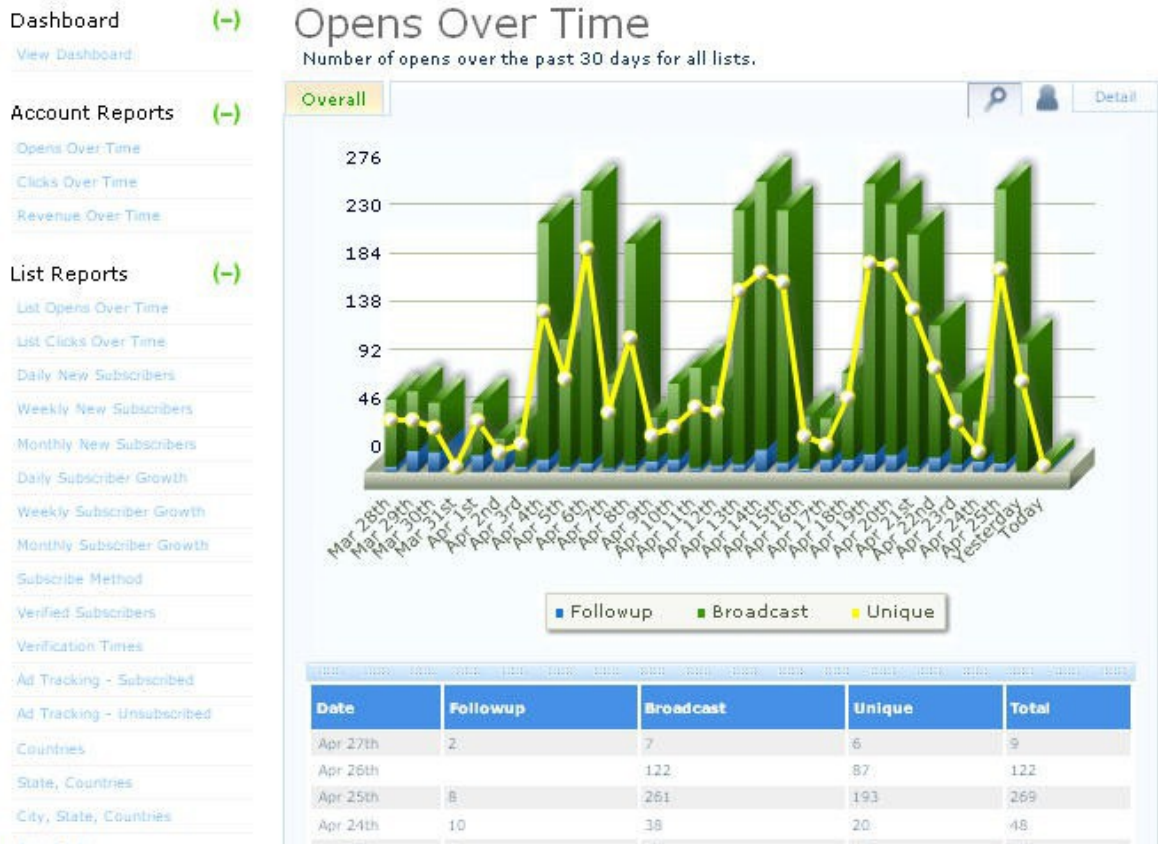 Dashboard (−)
View Dashboard
Account Reports (−)
Opens Over Time
Clicks Over Time
Revenue Over Time
List Reports (−)
List Opens Over Time
List Clicks Over Time
Daily New Subscribers
Weekly New Subscribers
Monthly New Subscribers
Daily Subscriber Growth
Weekly Subscriber Growth
Monthly Subscriber Growth
Subscribe Method
Verified Subscribers
Verification Times
Ad Tracking - Subscribed
Ad Tracking - Unsubscribed
Countries
State, Countries
City, State, Countries
Opens Over Time
Number of opens over the past 30 days for all lists.
Overall
Detail
276
230
184
138
92
46
0
Mar 28th
Mar 29th
Mar 30th
Mar 31st
Apr 1st
Apr 2nd
Apr 3rd
Apr 4th
Apr 5th
Apr 6th
Apr 7th
Apr 8th
Apr 9th
Apr 10th
Apr 11th
Apr 12th
Apr 13th
Apr 14th
Apr 15th
Apr 16th
Apr 17th
Apr 18th
Apr 19th
Apr 20th
Apr 21st
Apr 22nd
Apr 23rd
Apr 24th
Apr 25th
Yesterday
Today
Followup Broadcast Unique
Date Followup Broadcast Unique Total
Apr 27th 2 7 6 9
Apr 26th 122 87 122
Apr 25th 8 261 193 269
Apr 24th 10 38 20 48